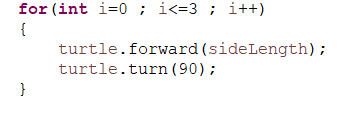 for(int i=0 ; i<=3 ; i++)
{
    turtle.forward(sideLength);
    turtle.turn(90);
}